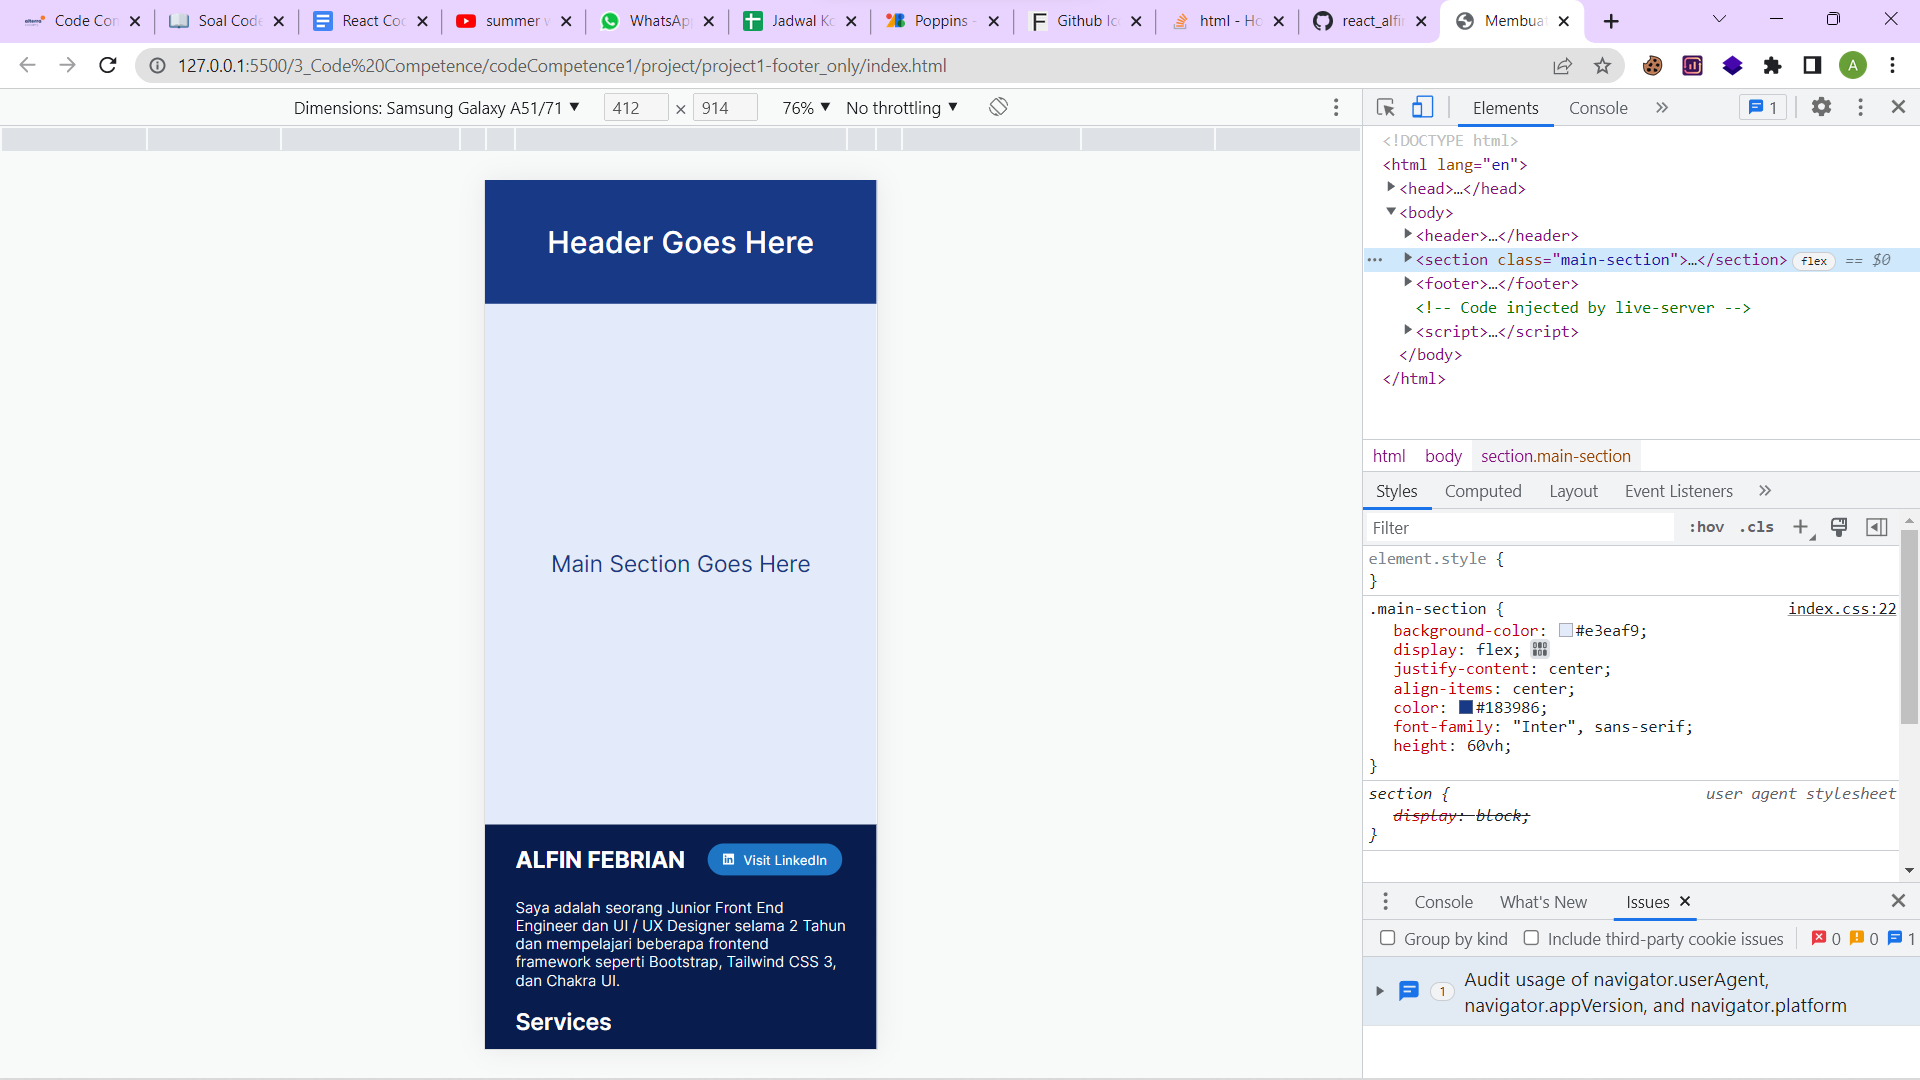 Code Con
Soal Code
React Coc
summer w
WhatsApp
Jadwal Ko
Poppins -
Github Ico
html - Ho
react_alfin
Membuat
127.0.0.1:5500/3_Code%20Competence/codeCompetence1/project/project1-footer_only/index.html
A
Dimensions: Samsung Galaxy A51/71 ▼ 412 × 914 76% ▼ No throttling ▼
Elements Console » 1
<!DOCTYPE html>
<html lang="en">
<head>…</head>
<body>
<header>…</header>
<section class="main-section">…</section> flex == $0
<footer>…</footer>
<!-- Code injected by live-server -->
<script>…</script>
</body>
</html>
html body section.main-section
Styles Computed Layout Event Listeners »
Filter :hov .cls +
element.style {
}
.main-section { index.css:22
background-color: #e3eaf9;
display: flex;
justify-content: center;
align-items: center;
color: #183986;
font-family: "Inter", sans-serif;
height: 60vh;
}
section { user agent stylesheet
display: block;
}
Console What's New Issues
Group by kind Include third-party cookie issues 0 0 1
1 Audit usage of navigator.userAgent,
navigator.appVersion, and navigator.platform
Header Goes Here
Main Section Goes Here
ALFIN FEBRIAN Visit LinkedIn
Saya adalah seorang Junior Front End
Engineer dan UI / UX Designer selama 2 Tahun
dan mempelajari beberapa frontend
framework seperti Bootstrap, Tailwind CSS 3,
dan Chakra UI.
Services